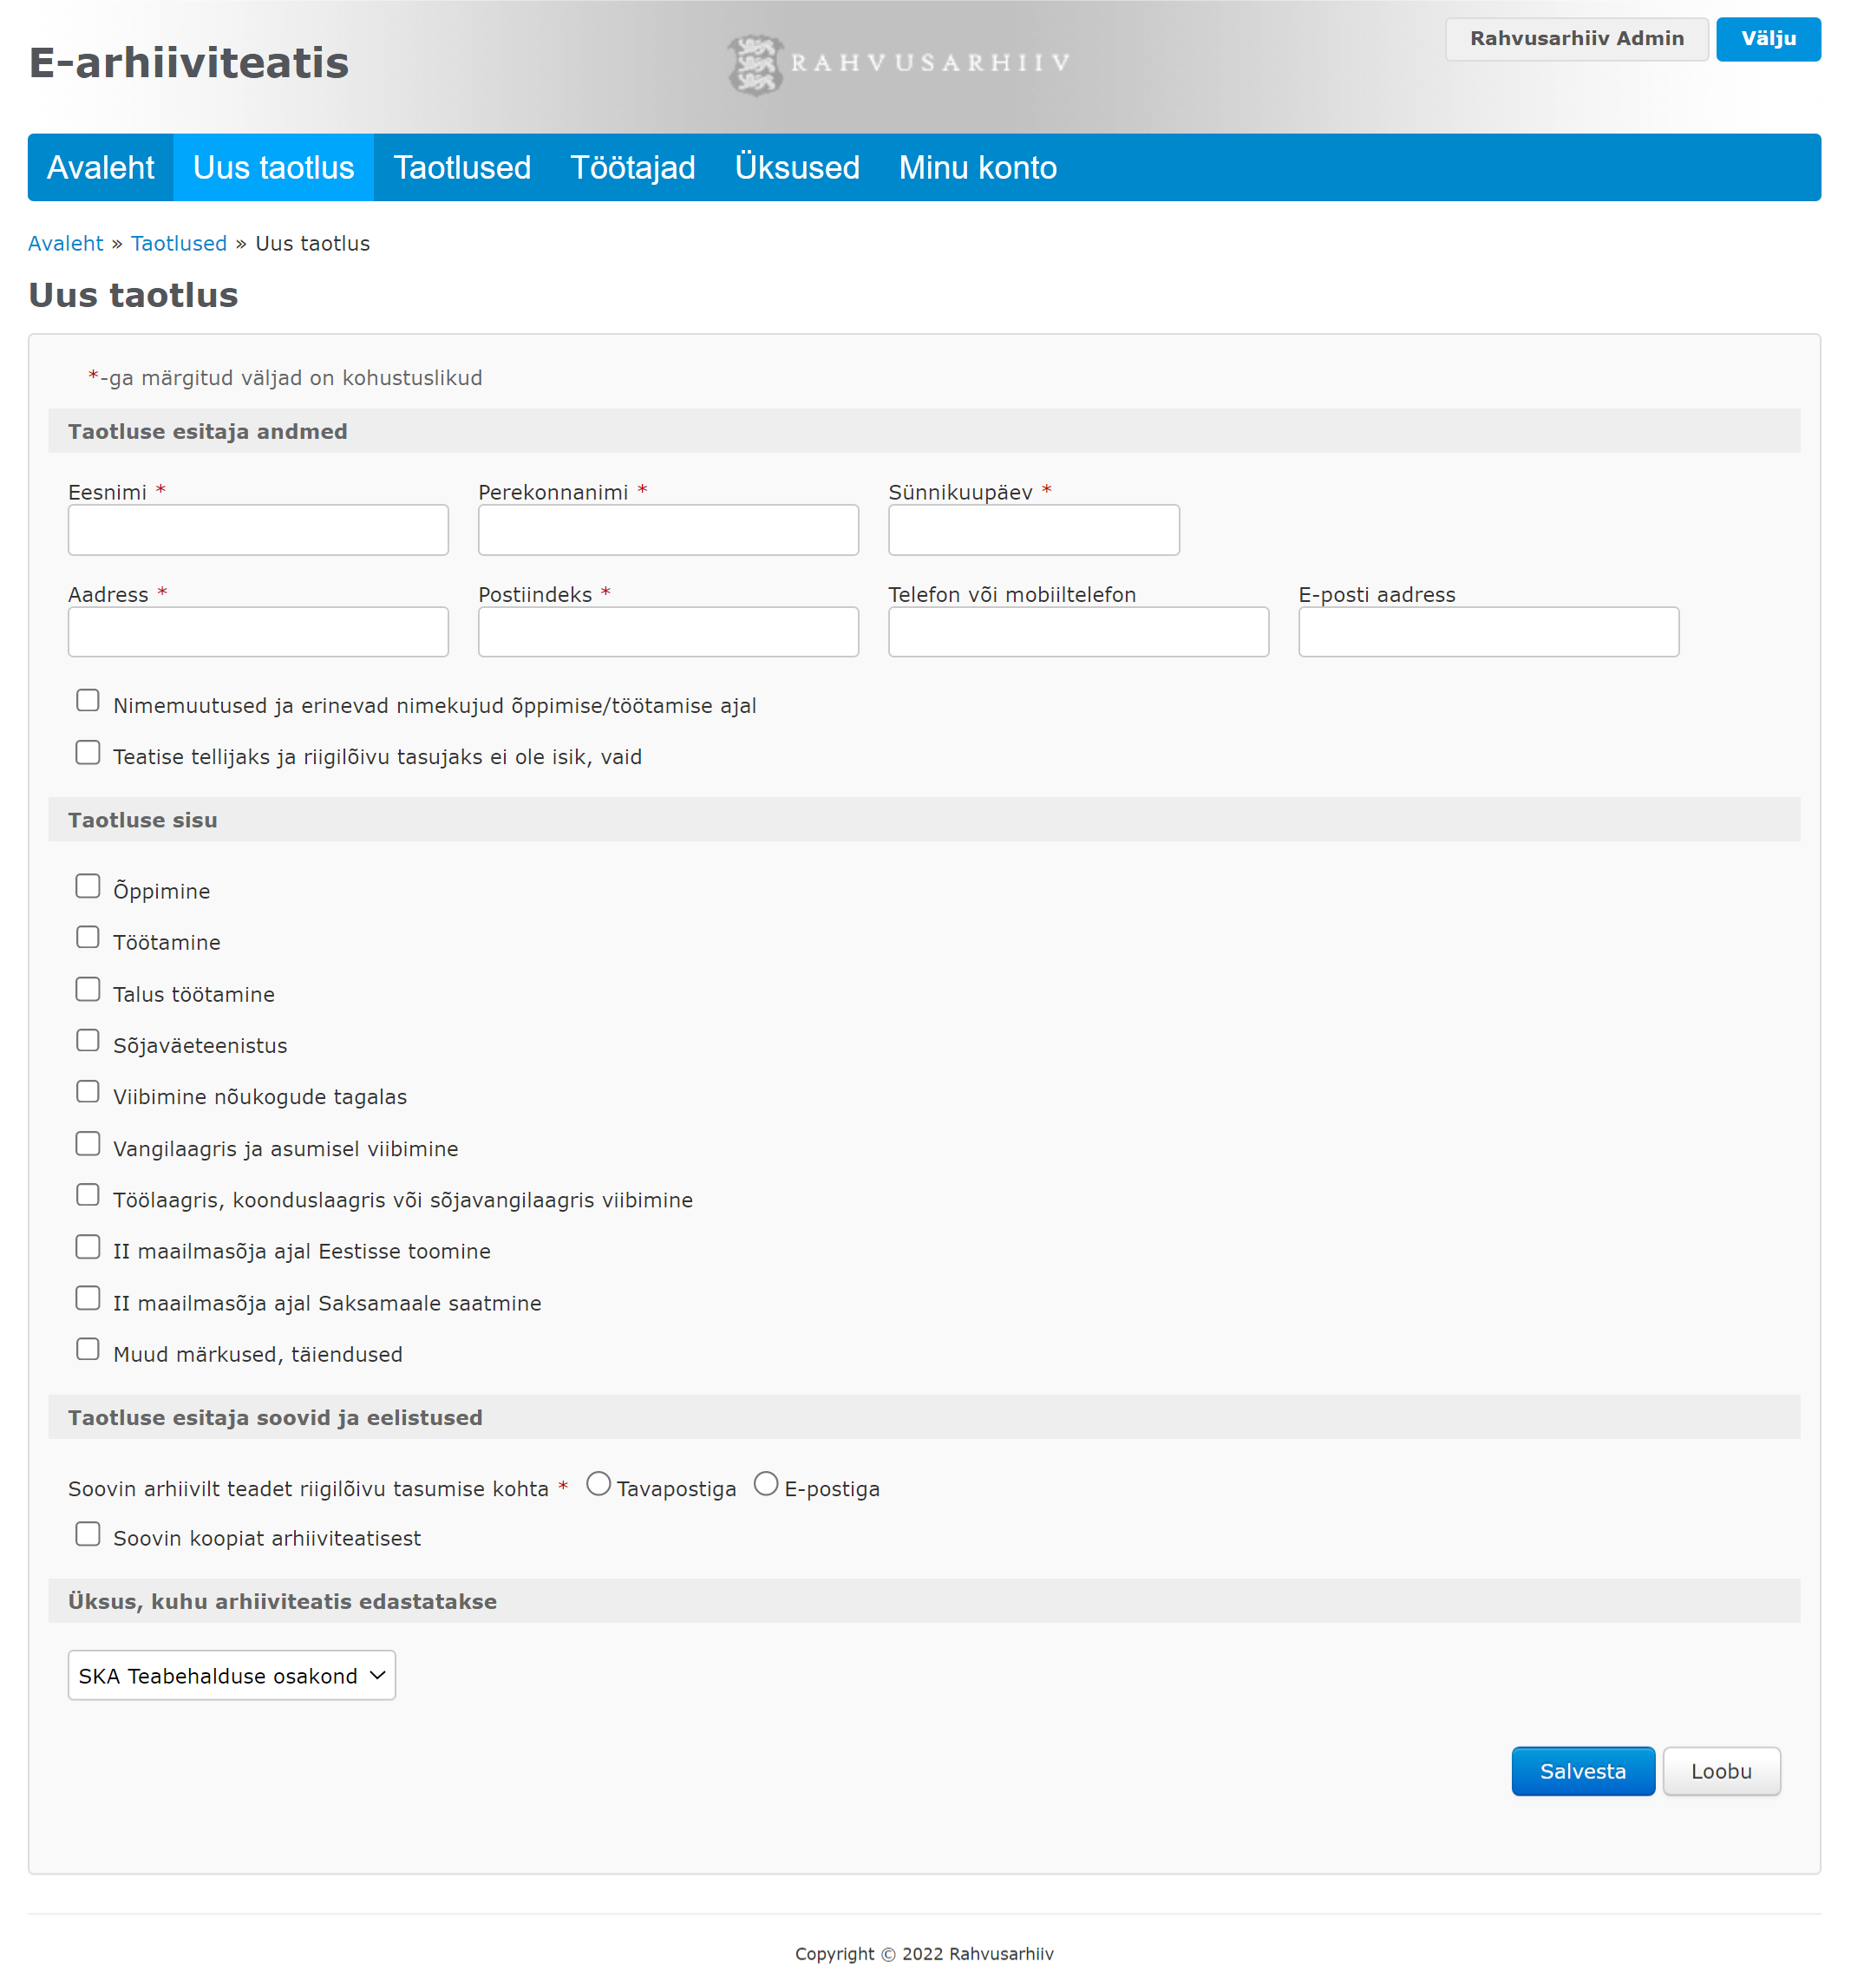 E-arhiiviteatis
RAHVUSARHIIV
Rahvusarhiiv Admin
Välju
Avaleht Uus taotlus Taotlused Töötajad Üksused Minu konto
Avaleht » Taotlused » Uus taotlus
Uus taotlus
*-ga märgitud väljad on kohustuslikud
Taotluse esitaja andmed
Eesnimi * Perekonnanimi * Sünnikuupäev *
Aadress * Postiindeks * Telefon või mobiiltelefon E-posti aadress
Nimemuutused ja erinevad nimekujud õppimise/töötamise ajal
Teatise tellijaks ja riigilõivu tasujaks ei ole isik, vaid
Taotluse sisu
Õppimine
Töötamine
Talus töötamine
Sõjaväeteenistus
Viibimine nõukogude tagalas
Vangilaagris ja asumisel viibimine
Töölaagris, koonduslaagris või sõjavangilaagris viibimine
II maailmasõja ajal Eestisse toomine
II maailmasõja ajal Saksamaale saatmine
Muud märkused, täiendused
Taotluse esitaja soovid ja eelistused
Soovin arhiivilt teadet riigilõivu tasumise kohta * Tavapostiga E-postiga
Soovin koopiat arhiiviteatisest
Üksus, kuhu arhiiviteatis edastatakse
SKA Teabehalduse osakond
Salvesta Loobu
Copyright © 2022 Rahvusarhiiv